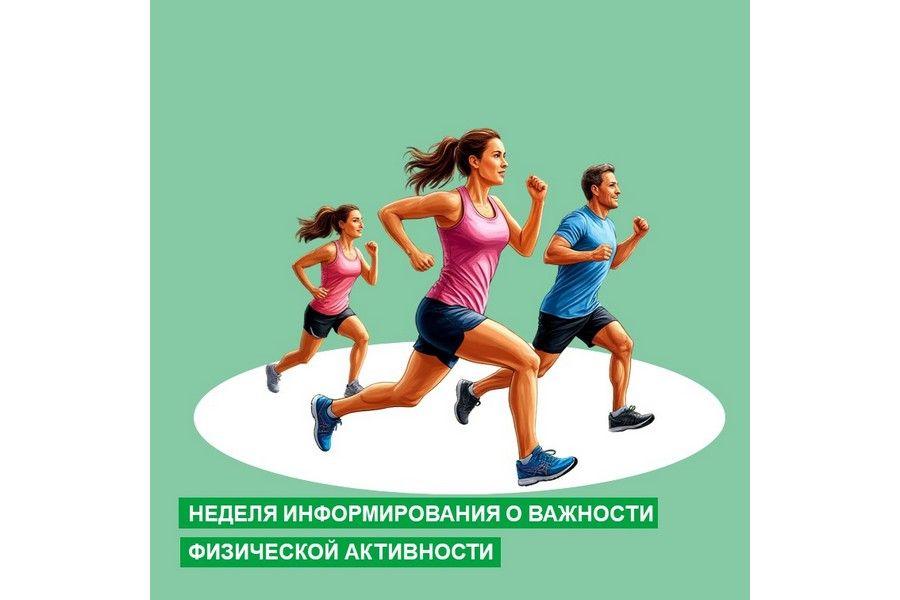 НЕДЕЛЯ ИНФОРМИРОВАНИЯ О ВАЖНОСТИ
ФИЗИЧЕСКОЙ АКТИВНОСТИ